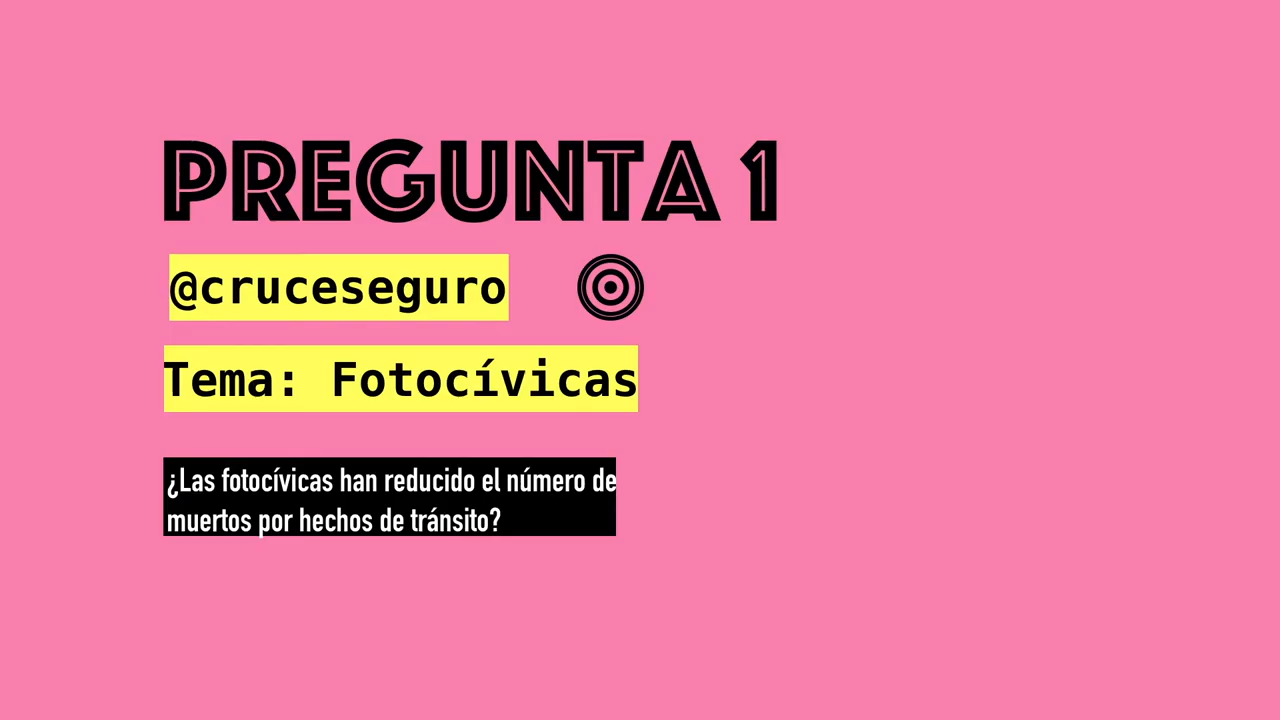 PREGUNTA 1
@cruceseguro
Tema: Fotocívicas
¿Las fotocívicas han reducido el número de
muertos por hechos de tránsito?